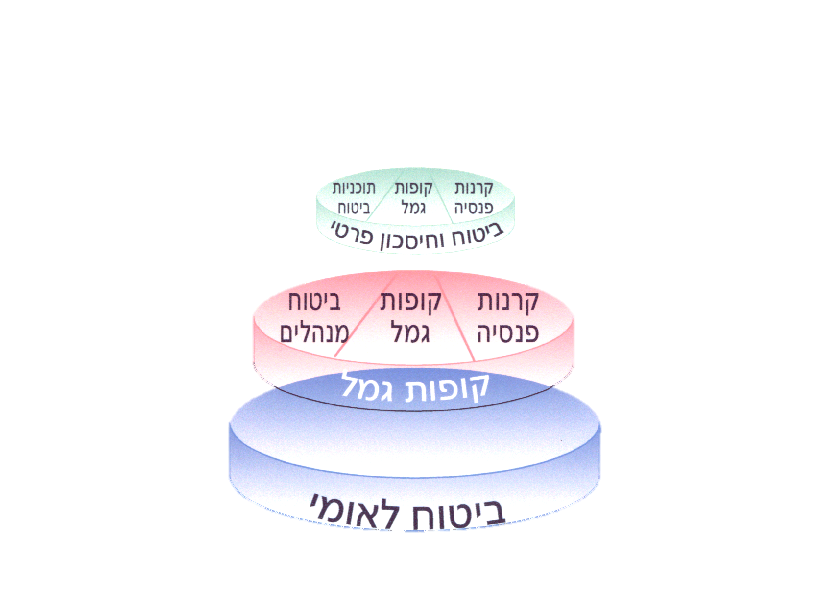 קרנות
פנסיה
קופות
גמל
תוכניות
ביטוח
ביטוח וחיסכון פרטי
קרנות
פנסיה
קופות
גמל
ביטוח
מנהלים
קופות גמל
ביטוח לאומי